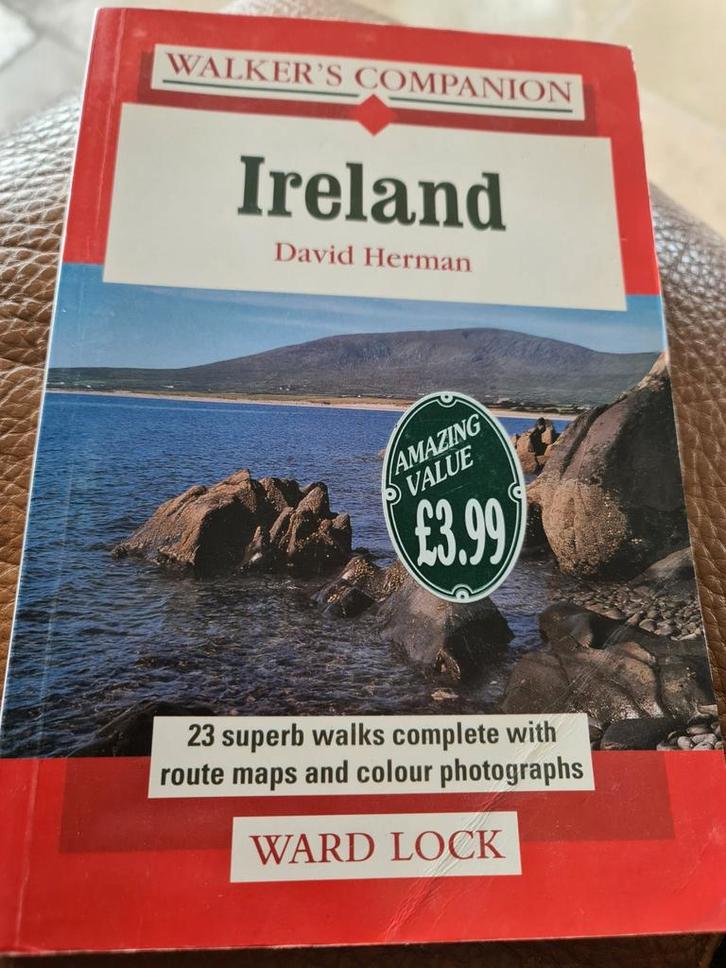 WALKER'S COMPANION
Ireland
David Herman
AMAZING
VALUE
£3.99
23 superb walks complete with
route maps and colour photographs
WARD LOCK